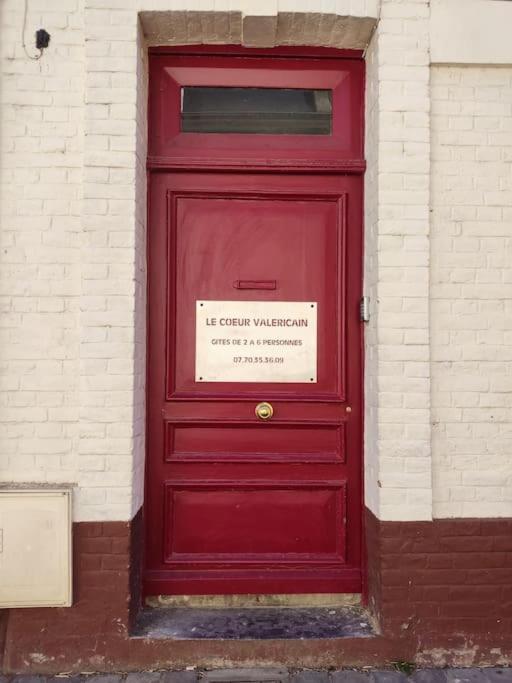 LE COEUR VALERICAIN
GITES DE 2 A 6 PERSONNES
07.70.35.36.09